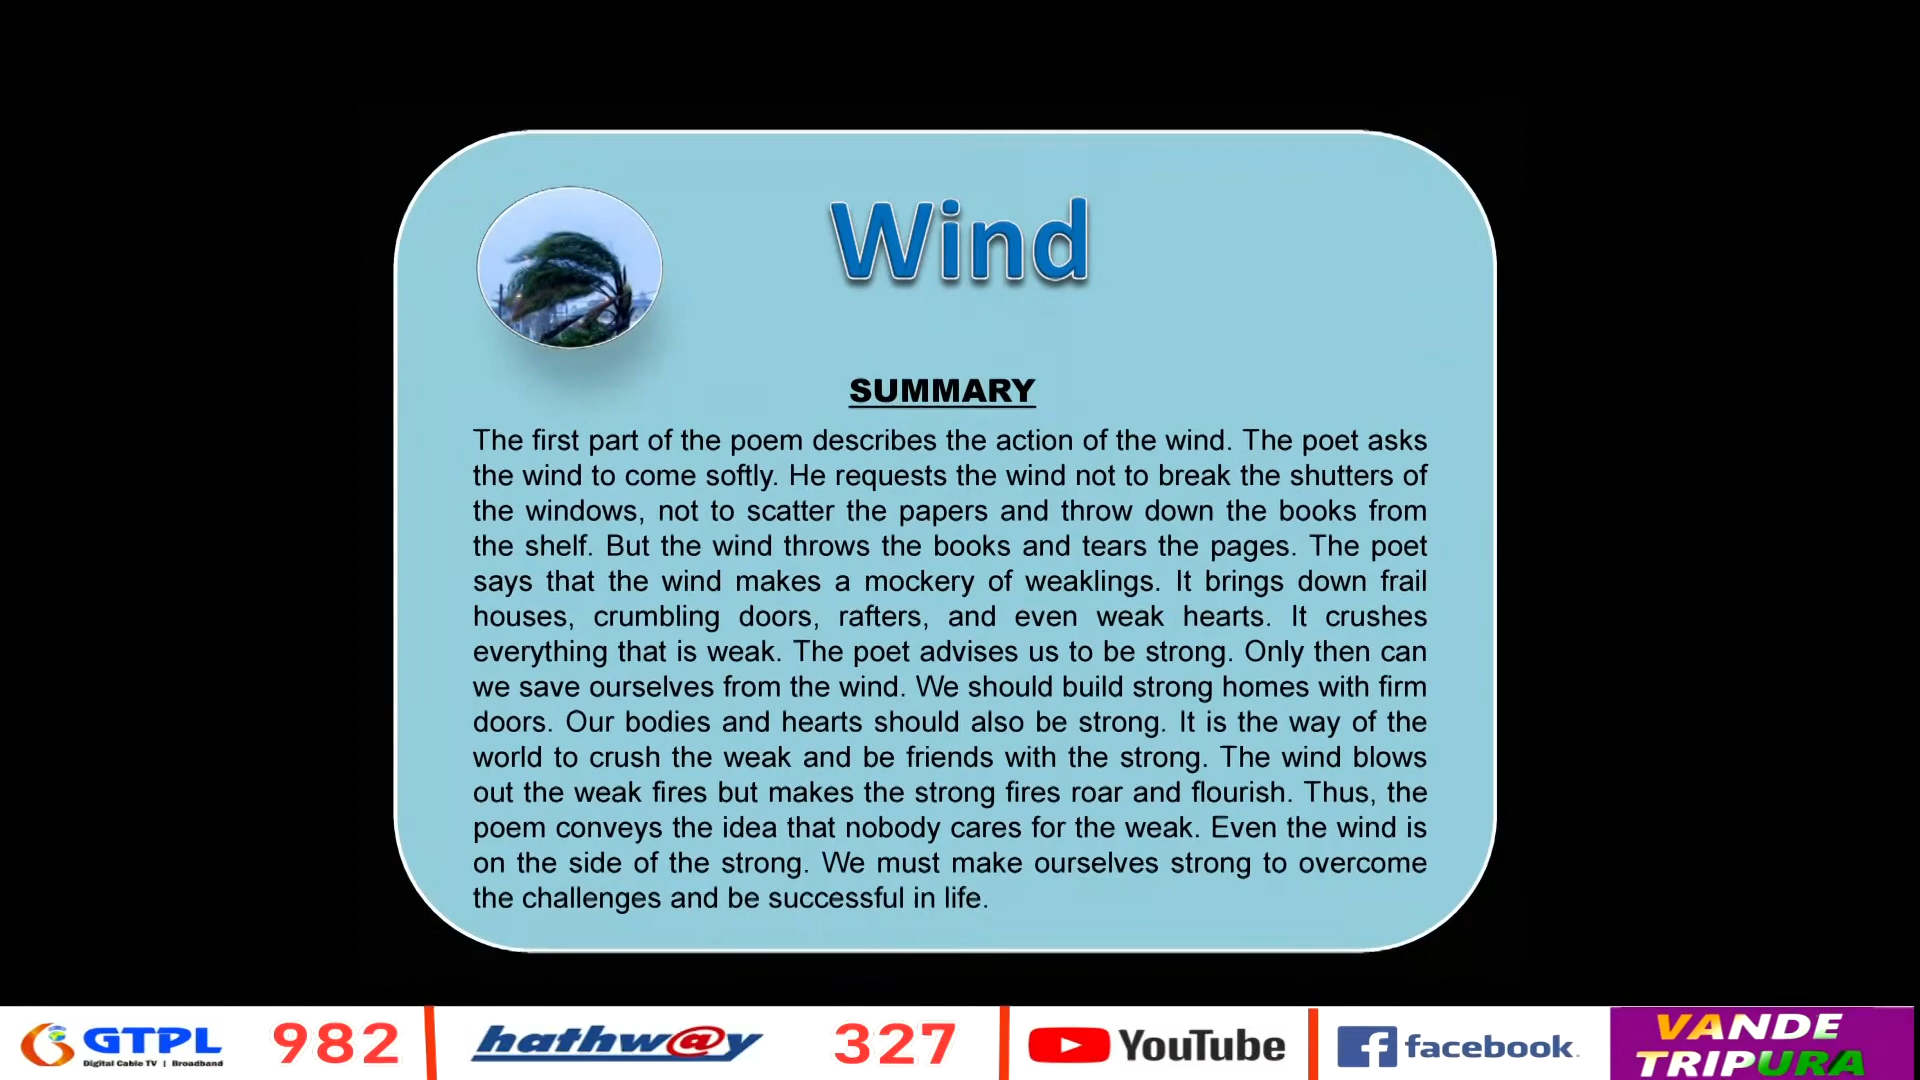 Wind
SUMMARY
The first part of the poem describes the action of the wind. The poet asks
the wind to come softly. He requests the wind not to break the shutters of
the windows, not to scatter the papers and throw down the books from
the shelf. But the wind throws the books and tears the pages. The poet
says that the wind makes a mockery of weaklings. It brings down frail
houses, crumbling doors, rafters, and even weak hearts. It crushes
everything that is weak. The poet advises us to be strong. Only then can
we save ourselves from the wind. We should build strong homes with firm
doors. Our bodies and hearts should also be strong. It is the way of the
world to crush the weak and be friends with the strong. The wind blows
out the weak fires but makes the strong fires roar and flourish. Thus, the
poem conveys the idea that nobody cares for the weak. Even the wind is
on the side of the strong. We must make ourselves strong to overcome
the challenges and be successful in life.
GTPL
Digital Cable TV | Broadband
982
hathw@y
327
YouTube
facebook.
VANDE
TRIPURA